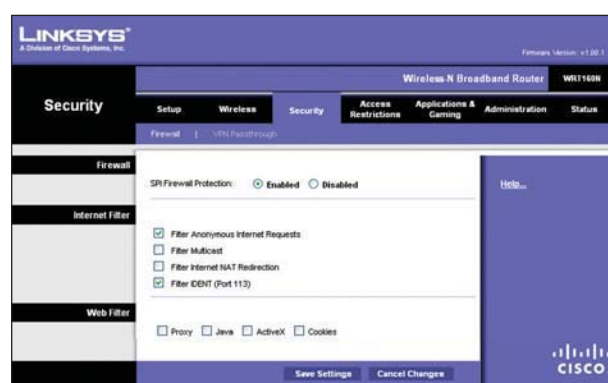 LINKSYS®
A Division of Cisco Systems, Inc.
Firmware Version: v1.00.1
Wireless-N Broadband Router WRT160N
Security
Setup Wireless Security Access Restrictions Applications & Gaming Administration Status
Firewall | VPN Passthrough
Firewall
SPI Firewall Protection: Enabled Disabled
Help...
Internet Filter
Filter Anonymous Internet Requests
Filter Multicast
Filter Internet NAT Redirection
Filter IDENT (Port 113)
Web Filter
Proxy Java ActiveX Cookies
Save Settings Cancel Changes
CISCO